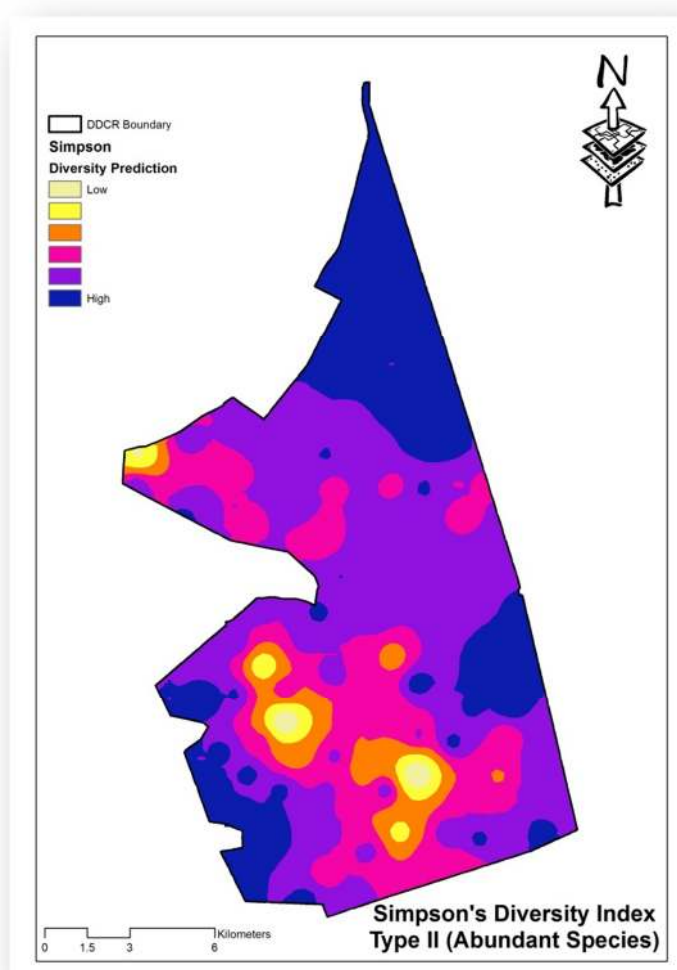 N
DDCR Boundary
Simpson
Diversity Prediction
Low
High
Kilometers
0 1.5 3 6
Simpson's Diversity Index
Type II (Abundant Species)